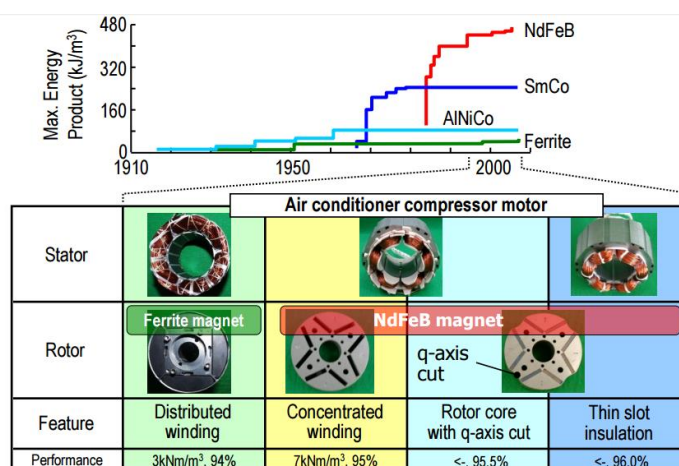 480
320
160
0
Max. Energy
Product (kJ/m³)
NdFeB
SmCo
AlNiCo
Ferrite
1910
1950
2000
Air conditioner compressor motor
Stator
Ferrite magnet
NdFeB magnet
Rotor
q-axis
cut
Feature
Distributed
winding
Concentrated
winding
Rotor core
with q-axis cut
Thin slot
insulation
Performance
3kNm/m³, 94%
7kNm/m³, 95%
<-, 95.5%
<-, 96.0%